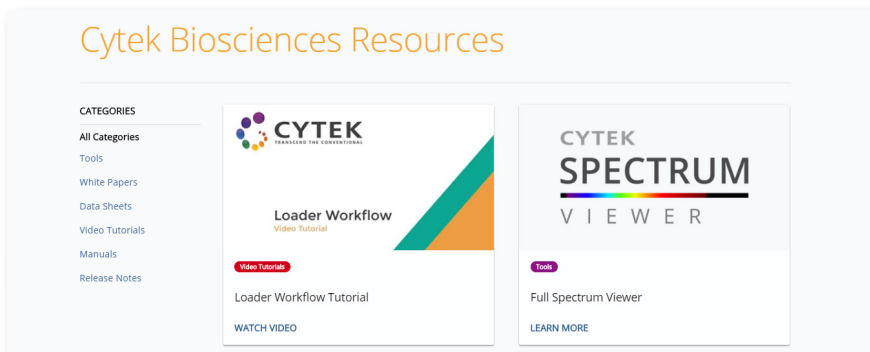 Cytek Biosciences Resources
CATEGORIES
All Categories
Tools
White Papers
Data Sheets
Video Tutorials
Manuals
Release Notes
CYTEK
TRANSCEND THE CONVENTIONAL
Loader Workflow
Video Tutorial
Video Tutorials
Loader Workflow Tutorial
WATCH VIDEO
CYTEK
SPECTRUM
VIEWER
Tools
Full Spectrum Viewer
LEARN MORE